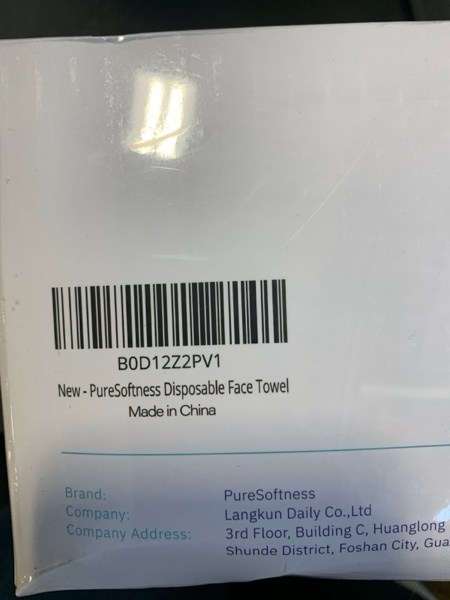 B0D12Z2PV1
New - PureSoftness Disposable Face Towel
Made in China
Brand: PureSoftness
Company: Langkun Daily Co.,Ltd
Company Address: 3rd Floor, Building C, Huanglong
Shunde District, Foshan City, Gua